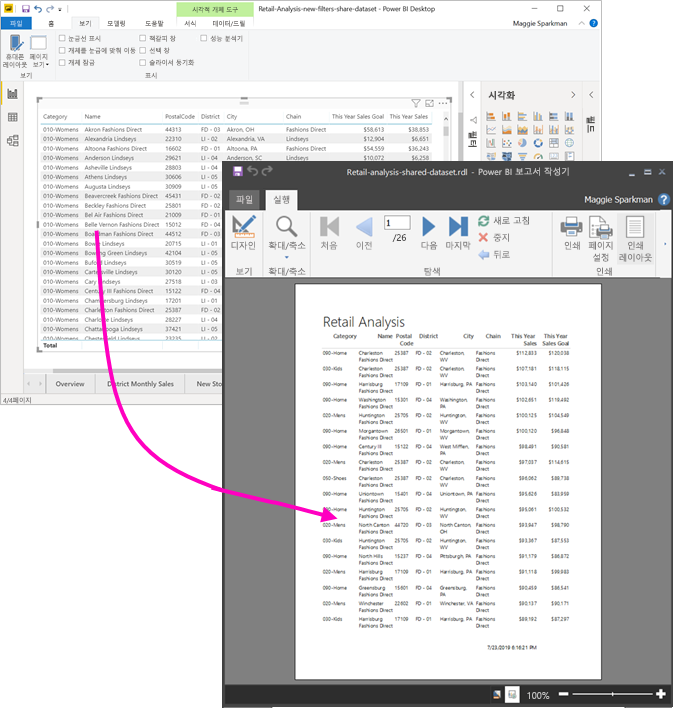 시각적 개체 도구
Retail-Analysis-new-filters-share-dataset - Power BI Desktop
Maggie Sparkman
파일 홈 보기 모델링 도움말 서식 데이터/드릴
휴대폰 레이아웃
페이지 보기
눈금선 표시
개체를 눈금에 맞춰 이동
개체 잠금
책갈피 창
선택 창
슬라이서 동기화
성능 분석기
보기 표시
시각화
필드
Category Name PostalCode District City Chain This Year Sales Goal This Year Sales
010-Womens Akron Fashions Direct 44313 FD - 03 Akron, OH Fashions Direct $58,613 $38,853
010-Womens Alexandria Lindseys 22310 LI - 02 Alexandria, VA Lindseys $12,904 $6,391
010-Womens Altoona Fashions Direct 16602 FD - 01 Altoona, PA Fashions Direct $54,559 $36,243
010-Womens Anderson Lindseys 29621 LI - 04 Anderson, SC Lindseys $10,072 $6,258
010-Womens Asheville Lindseys 28803 LI - 04
010-Womens Athens Lindseys 30606 LI - 05
010-Womens Augusta Lindseys 30909 LI - 05
010-Womens Beavercreek Fashions Direct 45431 FD - 02
010-Womens Beckley Fashions Direct 25801 FD - 02
010-Womens Bel Air Fashions Direct 21009 FD - 01
010-Womens Belle Vernon Fashions Direct 15012 FD - 04
010-Womens Boardman Fashions Direct 44512 FD - 03
010-Womens Bowie Lindseys 20715 LI - 01
010-Womens Bowling Green Lindseys 42104 LI - 05
010-Womens Buford Lindseys 30519 LI - 05
010-Womens Cartersville Lindseys 30120 LI - 05
010-Womens Cary Lindseys 27518 LI - 03
010-Womens Century III Fashions Direct 15122 FD - 04
010-Womens Chambersburg Lindseys 17201 LI - 01
010-Womens Charleston Fashions Direct 25387 FD - 02
010-Womens Charlotte Lindseys 28227 LI - 04
010-Womens Chattanooga Lindseys 37421 LI - 05
010-Womens Chesterfield Lindseys 23235 LI - 02
Total
Overview District Monthly Sales New Sto
4/4페이지
Retail-analysis-shared-dataset.rdl - Power BI 보고서 작성기
파일 실행
Maggie Sparkman
디자인
확대/축소
처음 이전
1
/26
다음 마지막
새로 고침
중지
뒤로
인쇄
페이지 설정
인쇄 레이아웃
보기 확대/축소 탐색 인쇄
Retail Analysis
Category Name Postal Code District City Chain This Year Sales This Year Sales Goal
090-Home Charleston Fashions Direct 25387 FD - 02 Charleston, WV Fashions Direct $112,833 $120,038
030-Kids Charleston Fashions Direct 25387 FD - 02 Charleston, WV Fashions Direct $107,181 $118,115
090-Home Harrisburg Fashions Direct 17109 FD - 01 Harrisburg, PA Fashions Direct $103,140 $101,426
090-Home Washington Fashions Direct 15301 FD - 04 Washington, PA Fashions Direct $102,651 $119,492
020-Mens Huntington Fashions Direct 25705 FD - 02 Huntington, WV Fashions Direct $100,125 $104,549
090-Home Morgantown Fashions Direct 26501 FD - 01 Morgantown, WV Fashions Direct $100,120 $96,848
090-Home Century III Fashions Direct 15122 FD - 04 West Mifflen, PA Fashions Direct $98,491 $90,581
020-Mens Charleston Fashions Direct 25387 FD - 02 Charleston, WV Fashions Direct $97,037 $114,615
050-Shoes Charleston Fashions Direct 25387 FD - 02 Charleston, WV Fashions Direct $96,062 $89,738
090-Home Uniontown Fashions Direct 15401 FD - 04 Uniontown, PA Fashions Direct $95,826 $83,959
090-Home Huntington Fashions Direct 25705 FD - 02 Huntington, WV Fashions Direct $95,061 $100,532
020-Mens North Canton Fashions Direct 44720 FD - 03 North Canton, OH Fashions Direct $93,947 $98,790
030-Kids Huntington Fashions Direct 25705 FD - 02 Huntington, WV Fashions Direct $93,367 $87,553
090-Home North Hills Fashions Direct 15237 FD - 04 Pittsburgh, PA Fashions Direct $91,179 $86,872
020-Mens Harrisburg Fashions Direct 17109 FD - 01 Harrisburg, PA Fashions Direct $91,118 $99,983
090-Home Greensburg Fashions Direct 15601 FD - 04 Greensburg, PA Fashions Direct $90,459 $86,541
020-Mens Winchester Fashions Direct 22602 FD - 01 Winchester, VA Fashions Direct $90,137 $90,171
030-Kids Harrisburg Fashions Direct 17109 FD - 01 Harrisburg, PA Fashions Direct $89,192 $87,297
7/23/2019 6:16:21 PM
100%